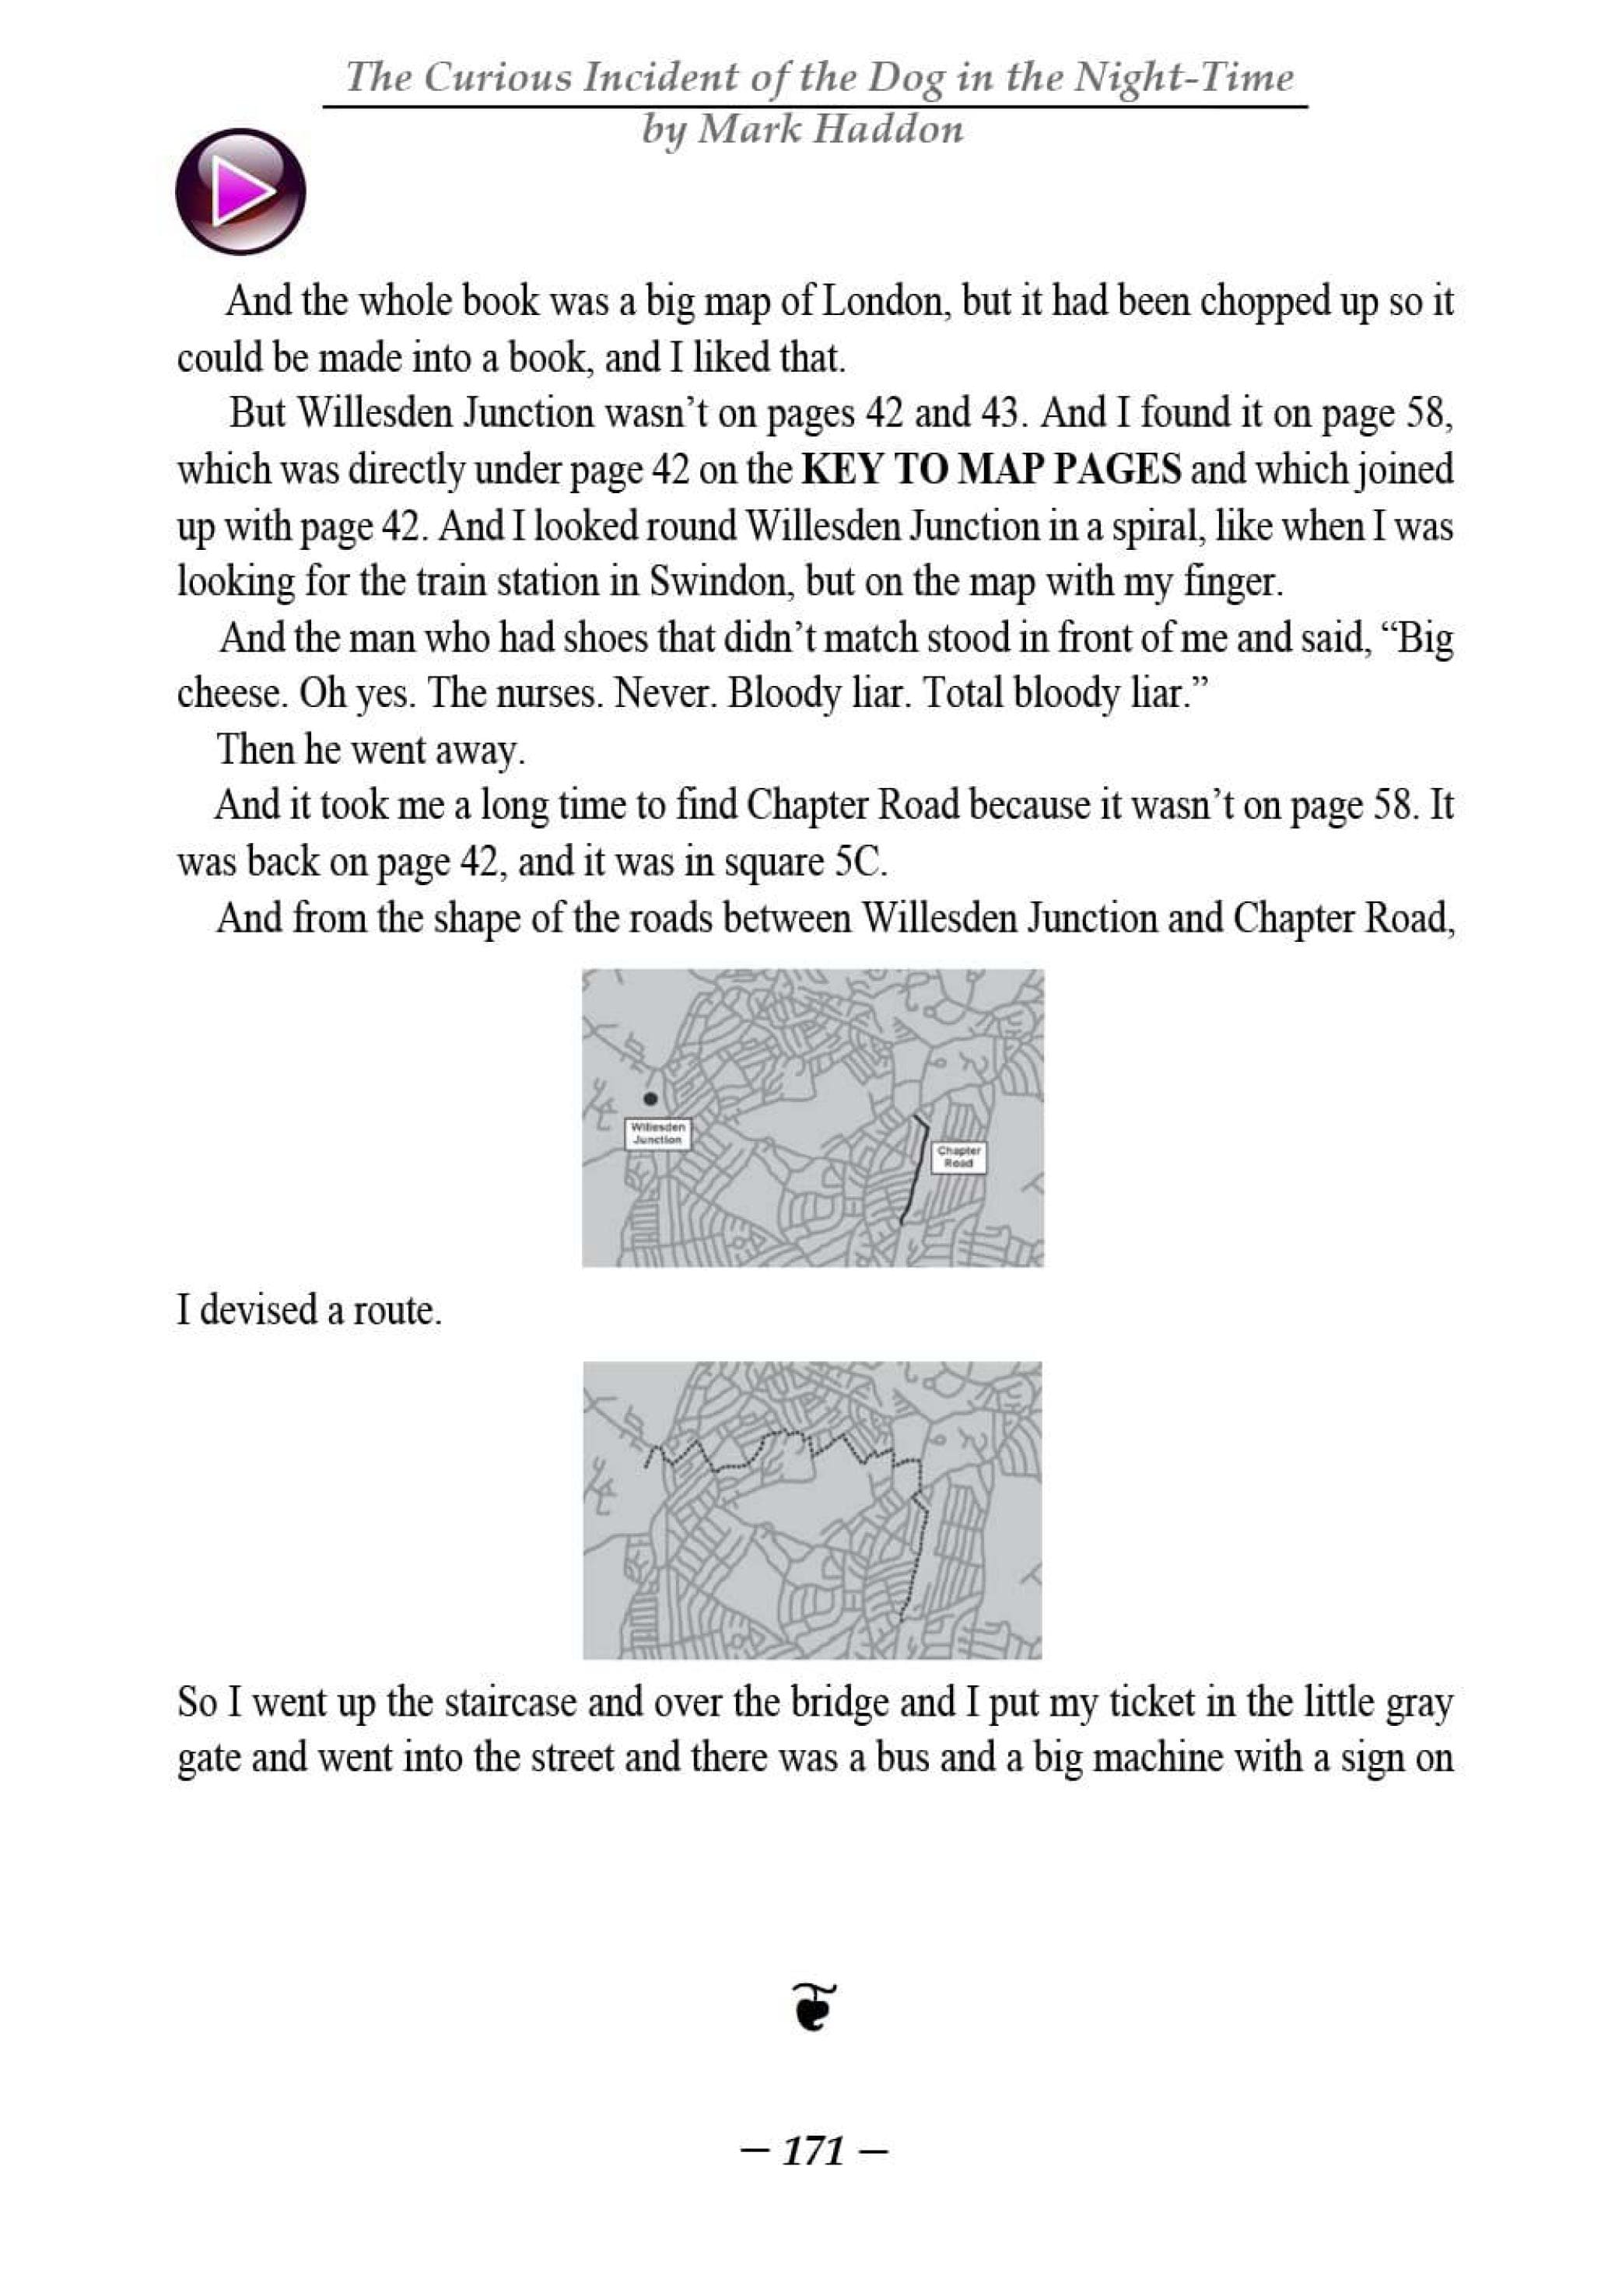 The Curious Incident of the Dog in the Night-Time
by Mark Haddon
And the whole book was a big map of London, but it had been chopped up so it
could be made into a book, and I liked that.
But Willesden Junction wasn’t on pages 42 and 43. And I found it on page 58,
which was directly under page 42 on the KEY TO MAP PAGES and which joined
up with page 42. And I looked round Willesden Junction in a spiral, like when I was
looking for the train station in Swindon, but on the map with my finger.
And the man who had shoes that didn’t match stood in front of me and said, “Big
cheese. Oh yes. The nurses. Never. Bloody liar. Total bloody liar.”
Then he went away.
And it took me a long time to find Chapter Road because it wasn’t on page 58. It
was back on page 42, and it was in square 5C.
And from the shape of the roads between Willesden Junction and Chapter Road,
Willesden
Junction
Chapter
Road
I devised a route.
So I went up the staircase and over the bridge and I put my ticket in the little gray
gate and went into the street and there was a bus and a big machine with a sign on
– 171 –